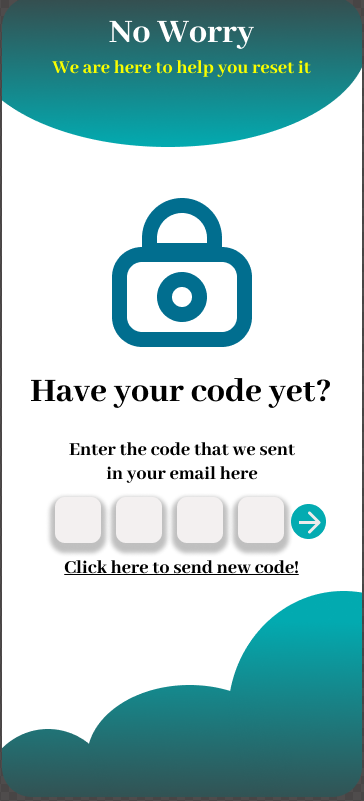 No Worry
We are here to help you reset it
Have your code yet?
Enter the code that we sent
in your email here
Click here to send new code!